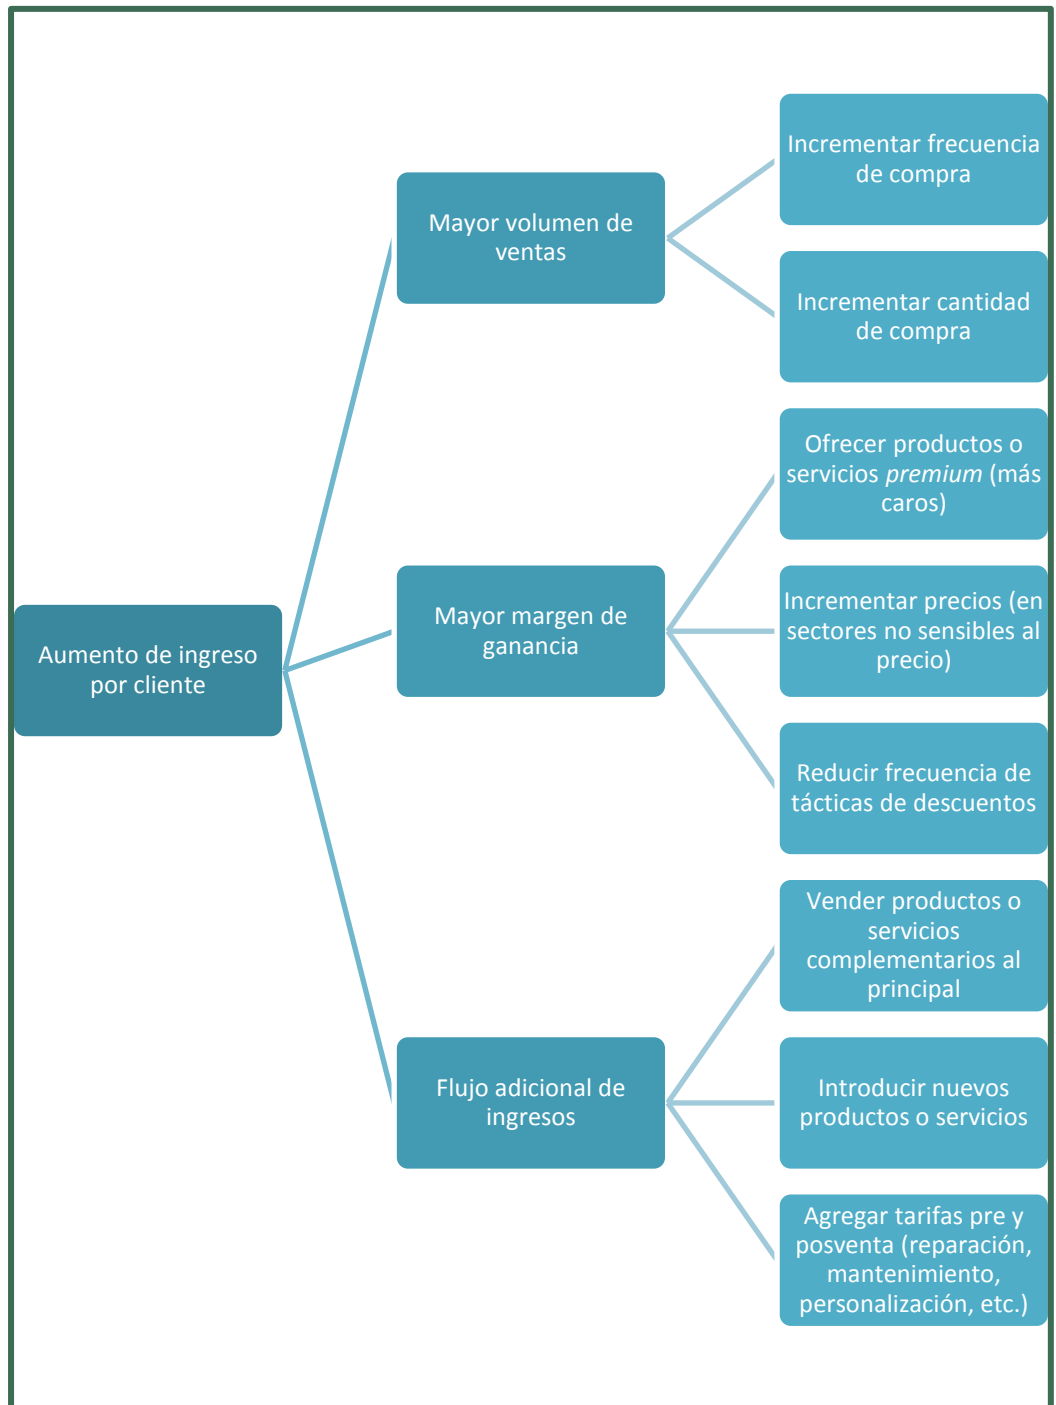 Aumento de ingreso
por cliente
Mayor volumen de
ventas
Incrementar frecuencia
de compra
Incrementar cantidad
de compra
Mayor margen de
ganancia
Ofrecer productos o
servicios premium (más
caros)
Incrementar precios (en
sectores no sensibles al
precio)
Reducir frecuencia de
tácticas de descuentos
Flujo adicional de
ingresos
Vender productos o
servicios
complementarios al
principal
Introducir nuevos
productos o servicios
Agregar tarifas pre y
posventa (reparación,
mantenimiento,
personalización, etc.)